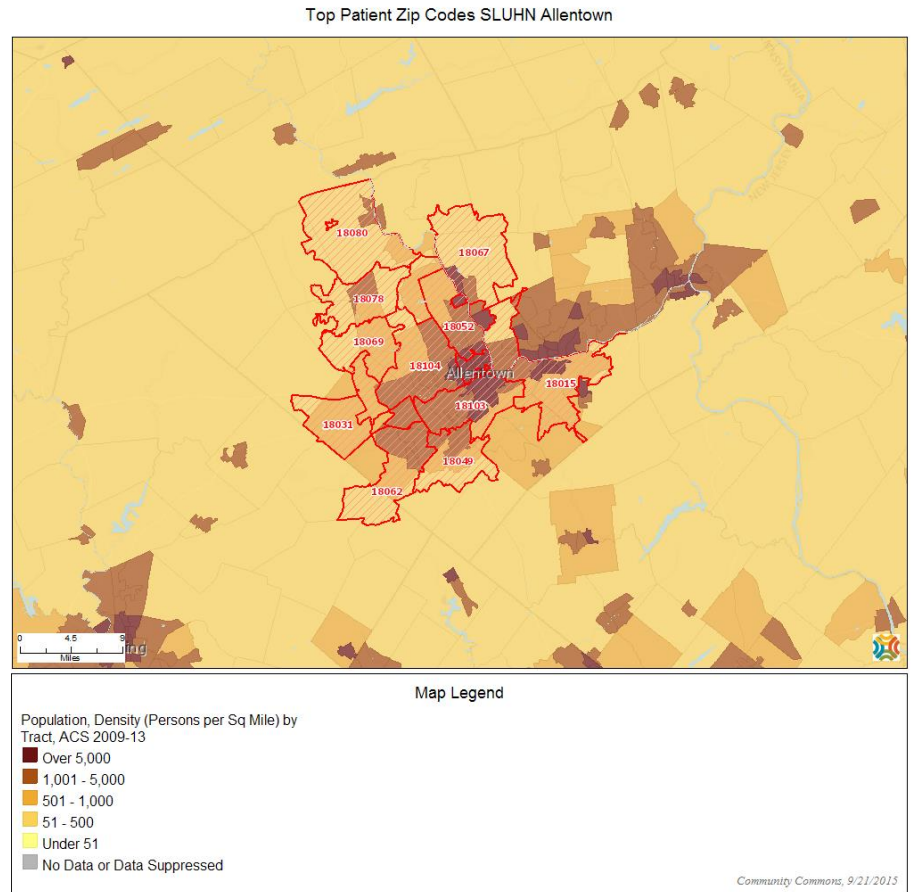 Top Patient Zip Codes SLUHN Allentown
18080
18067
18078
18052
18069
18104
Allentown
18015
18103
18031
18049
18062
0 4.5 9
Miles
Map Legend
Population, Density (Persons per Sq Mile) by
Tract, ACS 2009-13
Over 5,000
1,001 - 5,000
501 - 1,000
51 - 500
Under 51
No Data or Data Suppressed
Community Commons, 9/21/2015